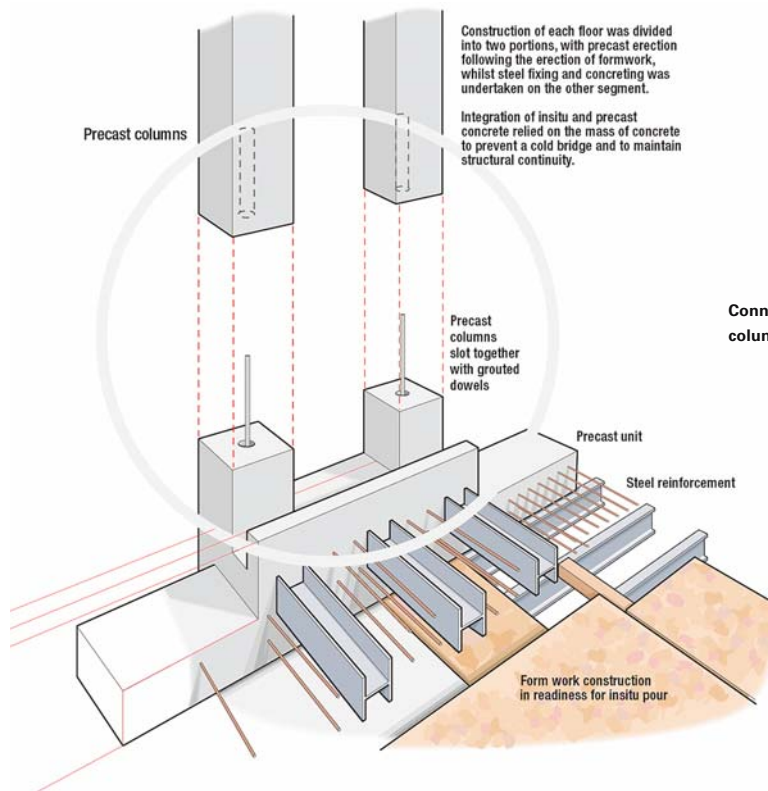 Construction of each floor was divided
into two portions, with precast erection
following the erection of formwork,
whilst steel fixing and concreting was
undertaken on the other segment.
Integration of insitu and precast
concrete relied on the mass of concrete
to prevent a cold bridge and to maintain
structural continuity.
Precast columns
Precast
columns
slot together
with grouted
dowels
Precast unit
Steel reinforcement
Form work construction
in readiness for insitu pour